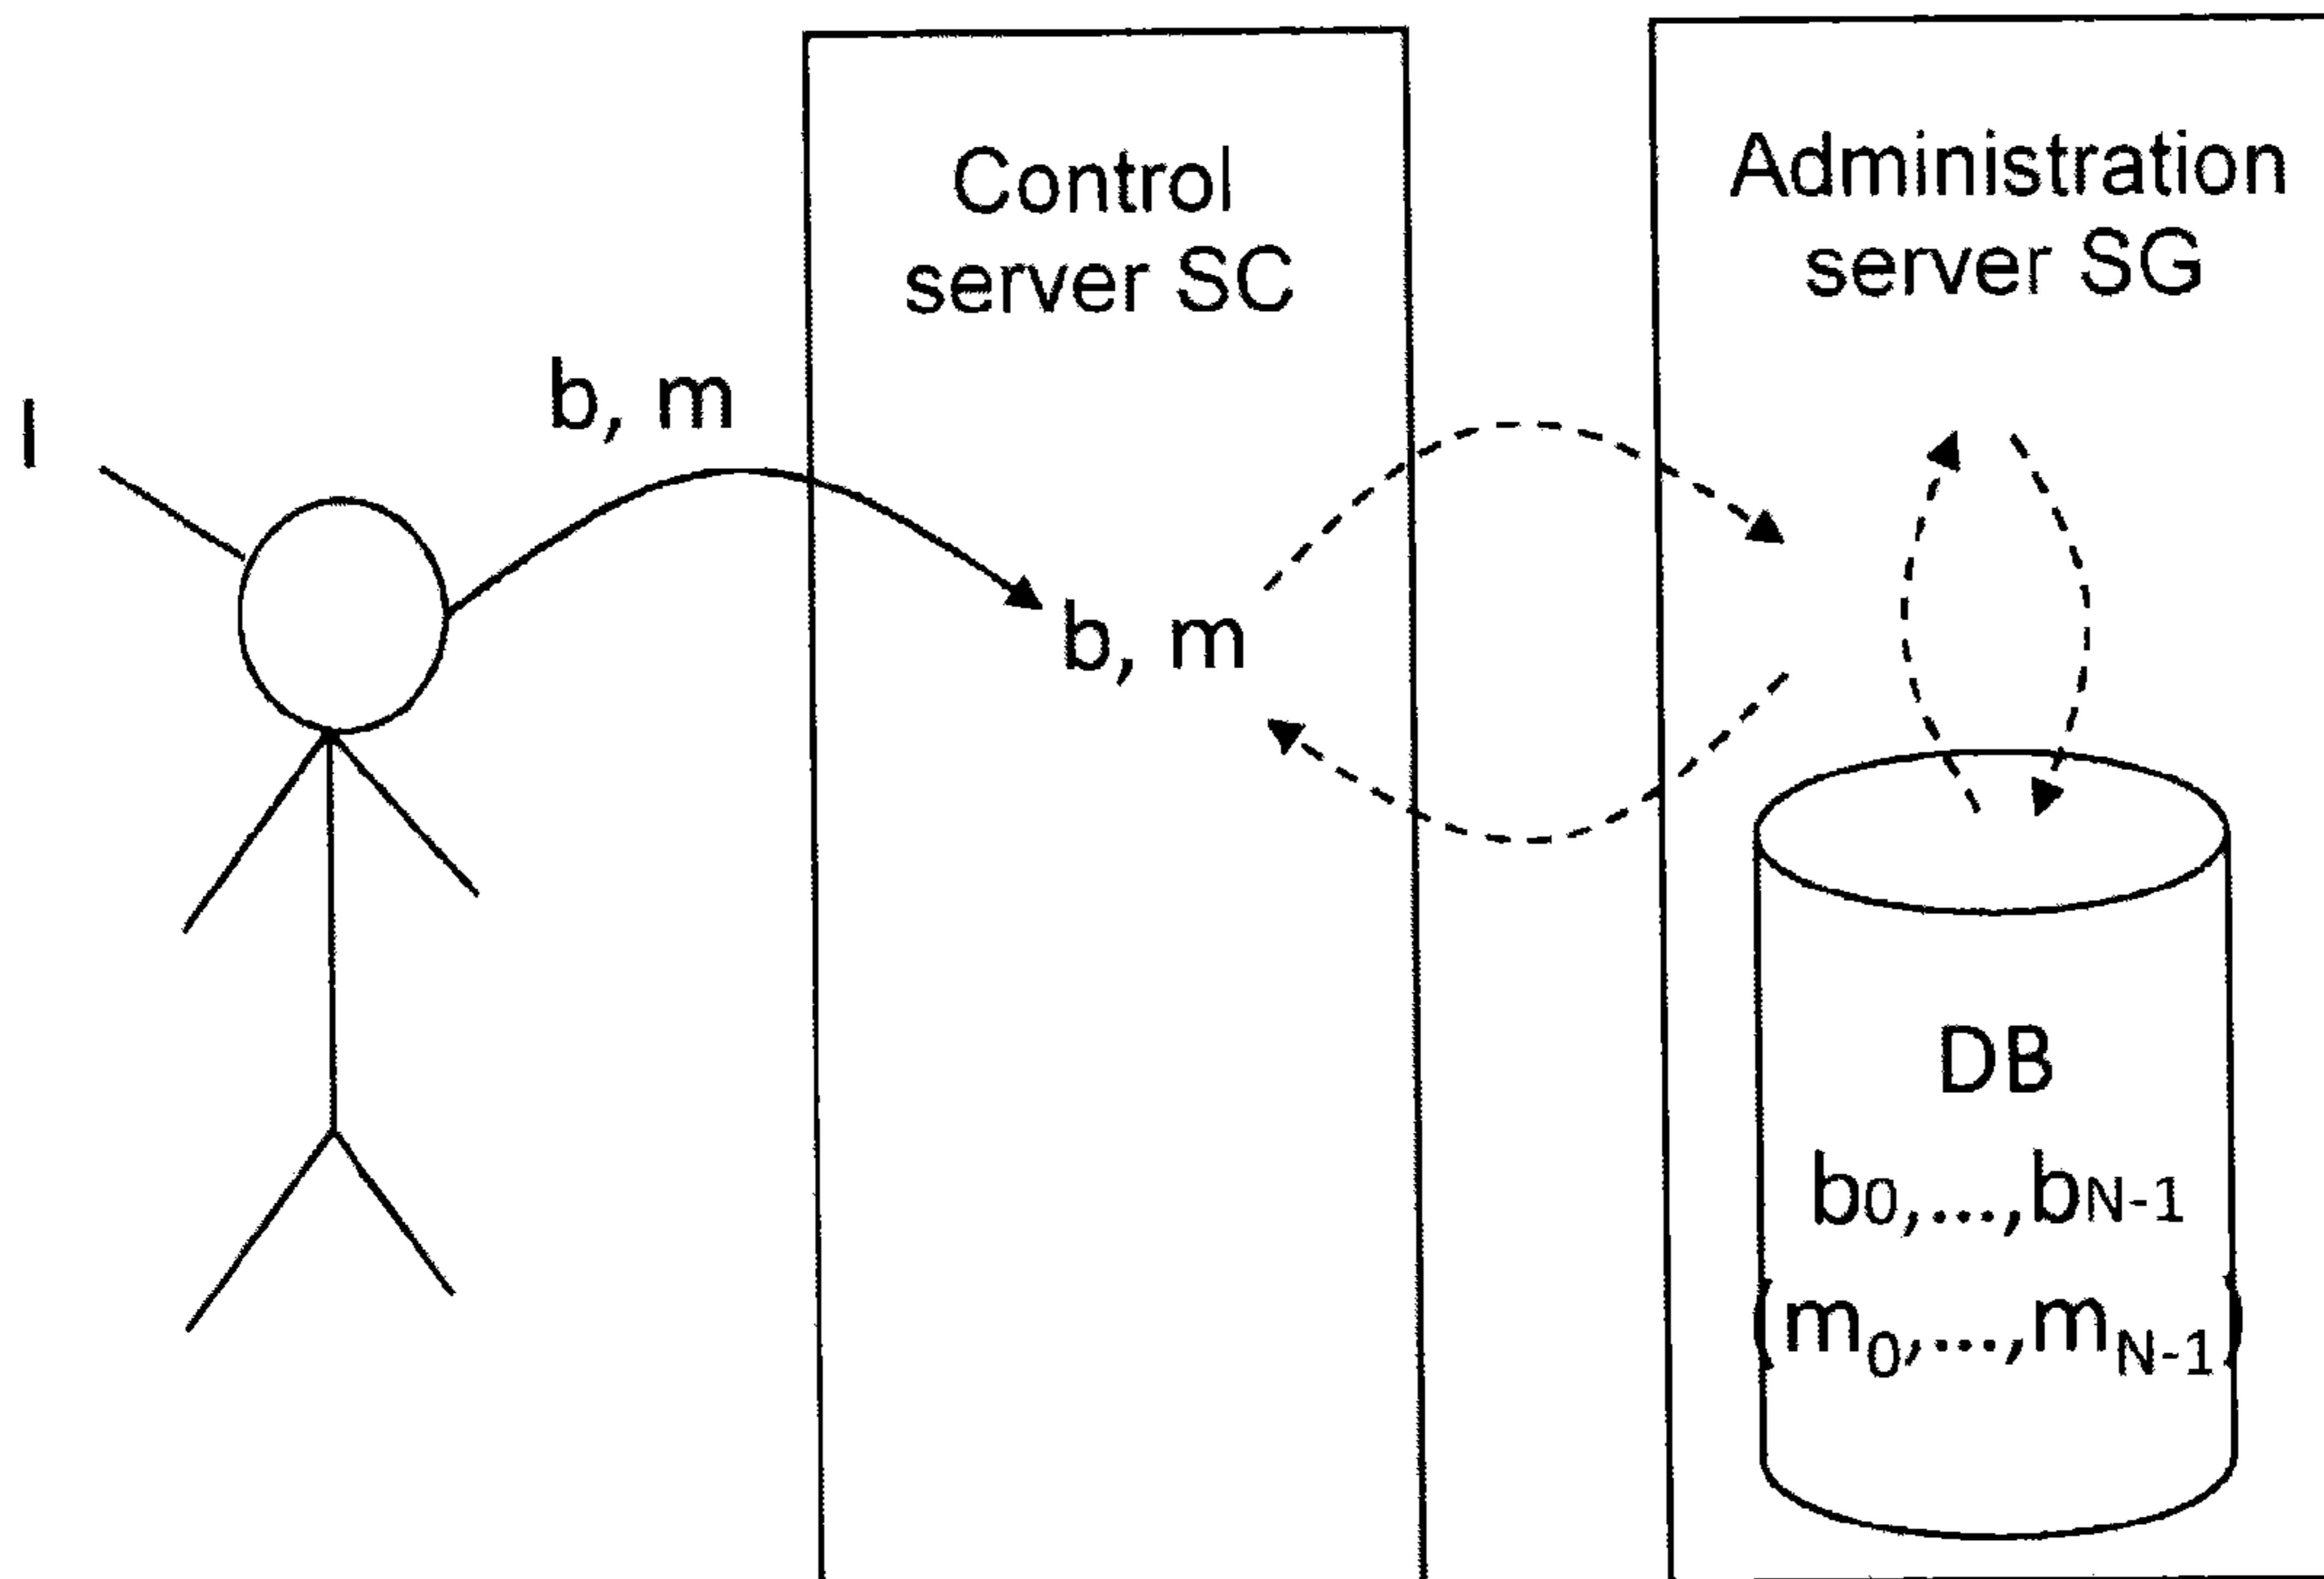 Control
server SC
Administration
server SG
I
b, m
b, m
DB
b0,...,bN-1
(m0,...,mN-1)